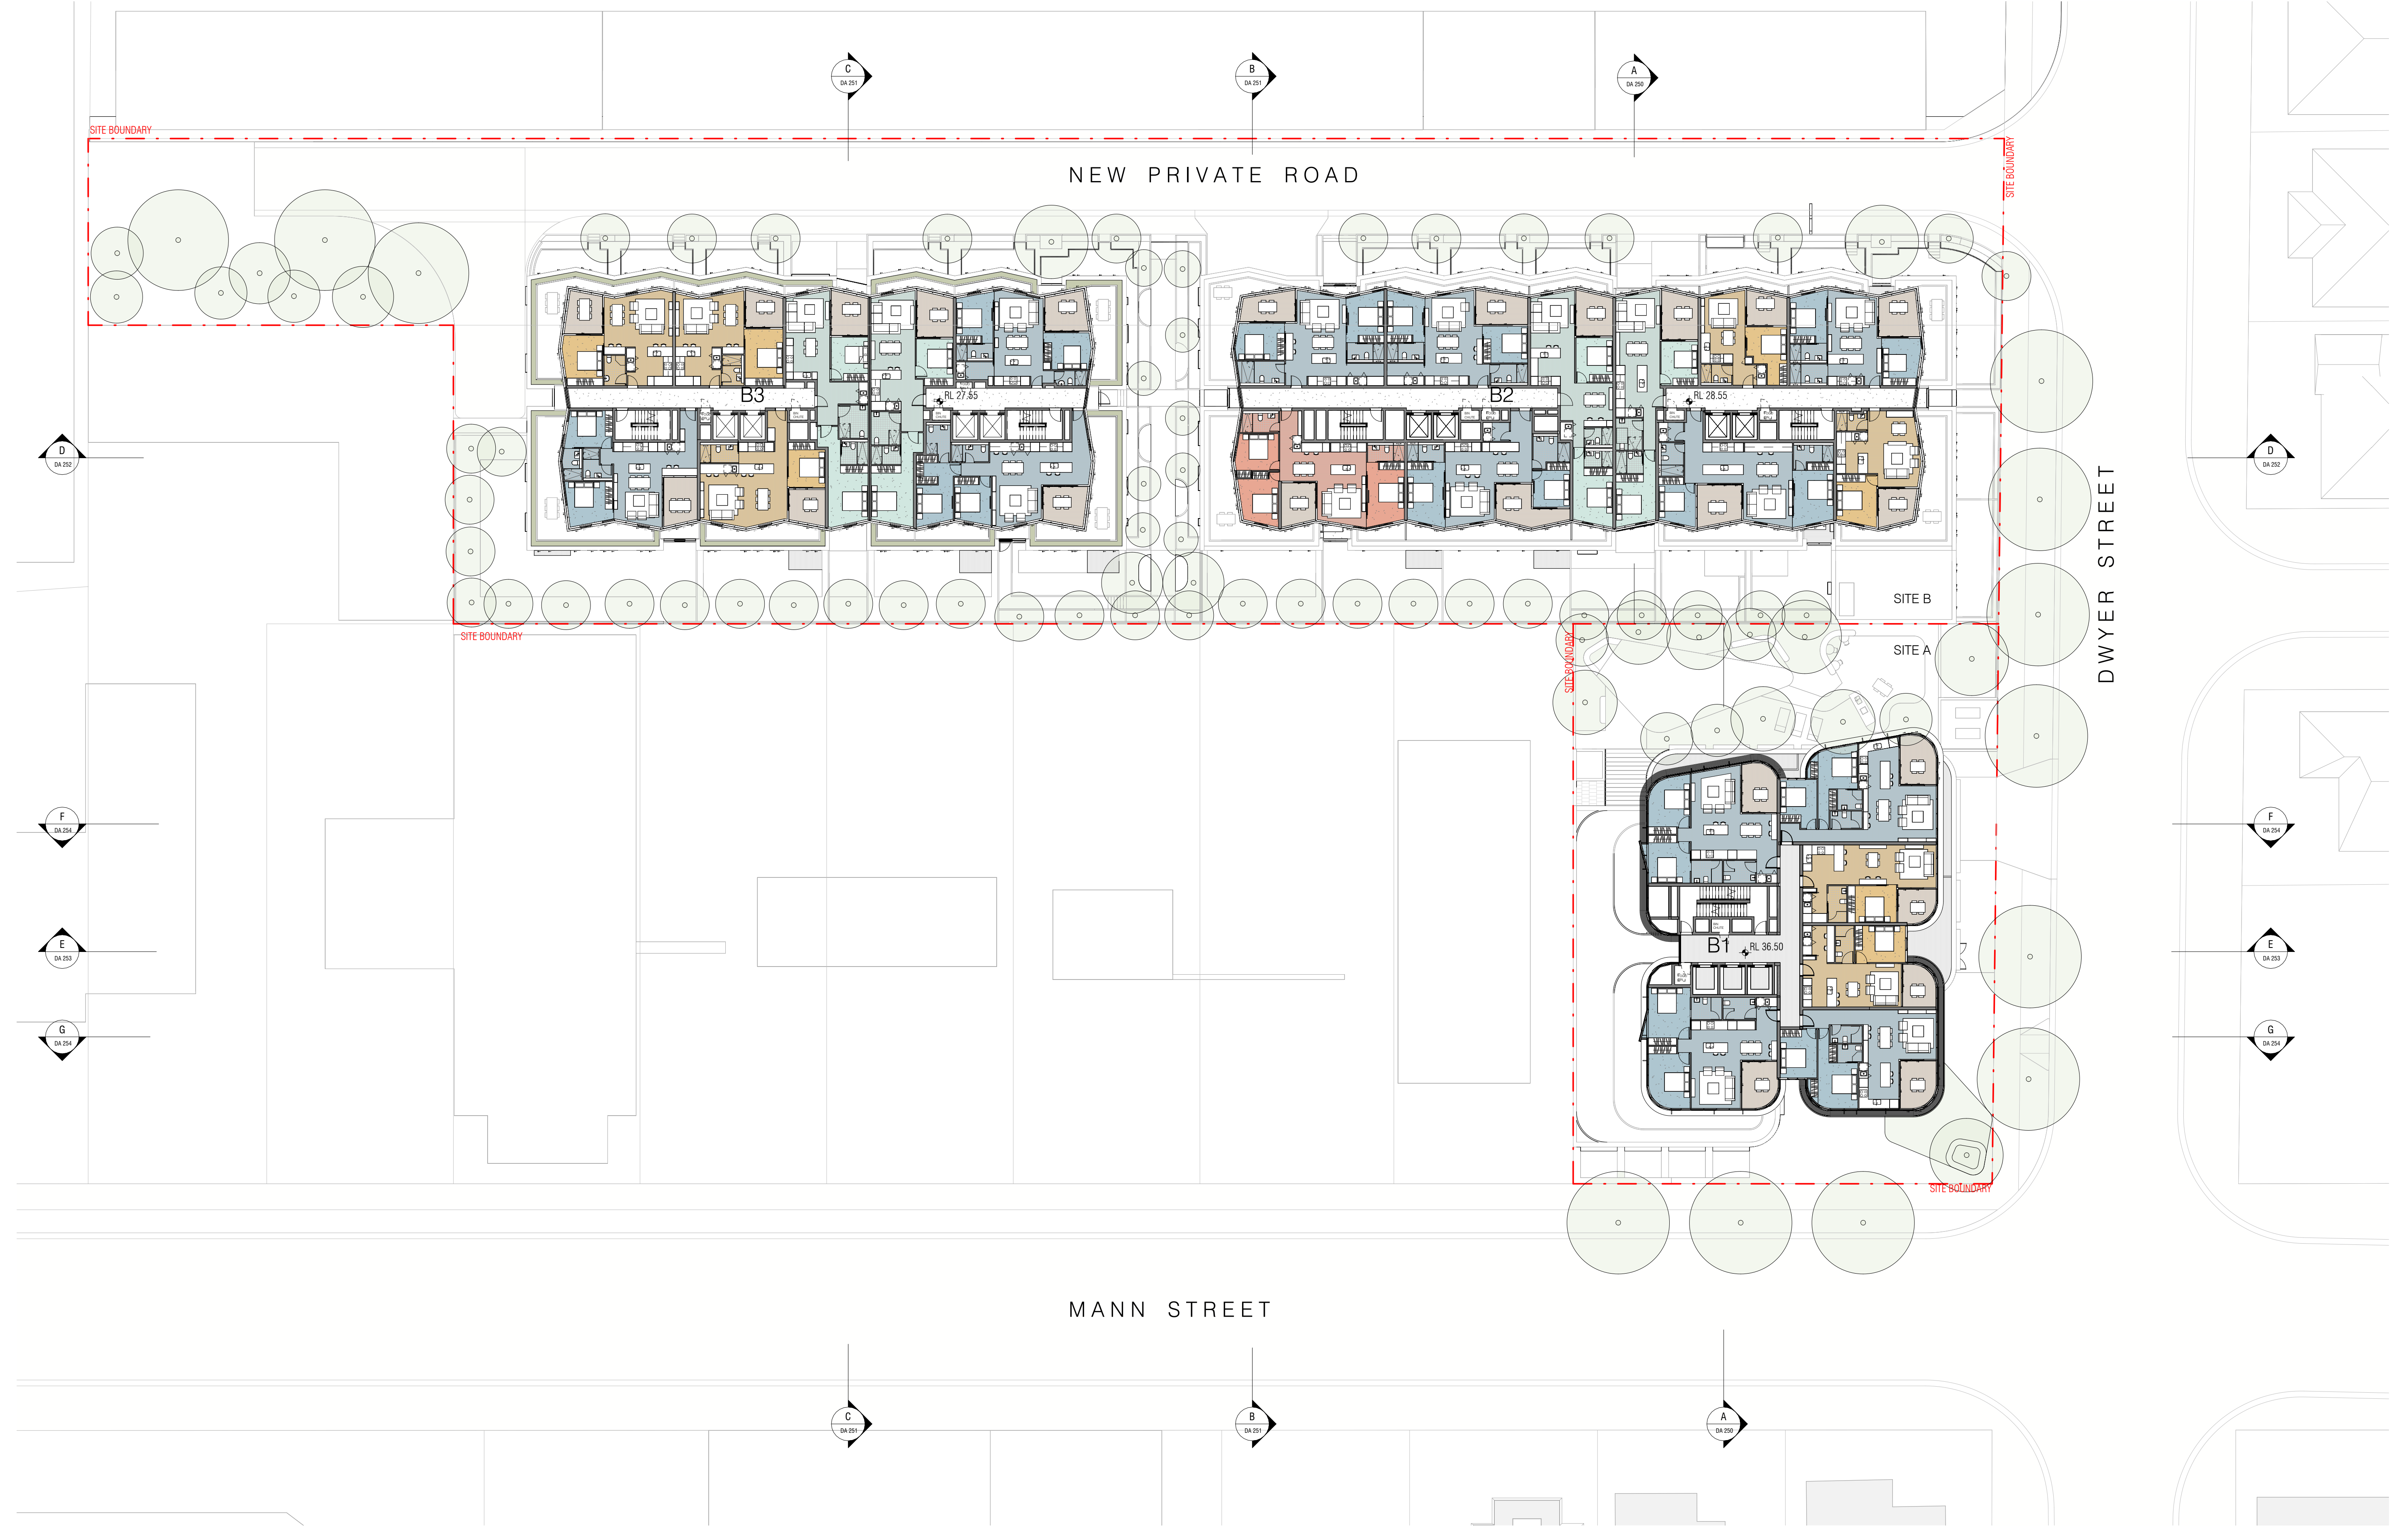 C
DA 251
B
DA 251
A
DA 250
SITE BOUNDARY
SITE BOUNDARY
NEW PRIVATE ROAD
B3
RL 27.55
B2
RL 28.55
D
DA 252
D
DA 252
DWYER STREET
SITE B
SITE BOUNDARY
SITE BOUNDARY
SITE A
F
DA 254
F
DA 254
B1
RL 36.50
E
DA 253
E
DA 253
G
DA 254
G
DA 254
SITE BOUNDARY
MANN STREET
C
DA 251
B
DA 251
A
DA 250